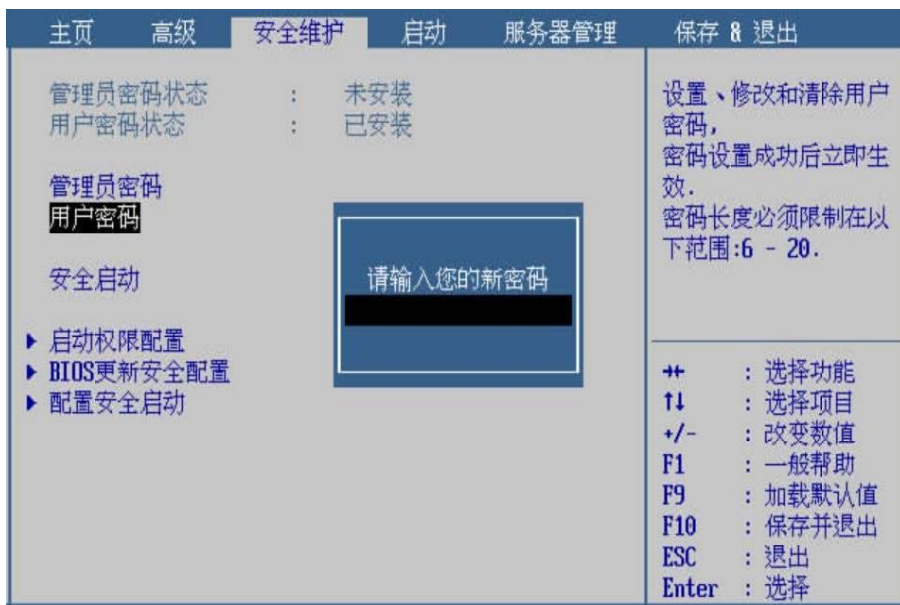 主页 高级 安全维护 启动 服务器管理 保存 & 退出
管理员密码状态 : 未安装
用户密码状态 : 已安装
管理员密码
用户密码
安全启动
启动权限配置
BIOS更新安全配置
配置安全启动
请输入您的新密码
设置、修改和清除用户
密码,
密码设置成功后立即生
效.
密码长度必须限制在以
下范围:6 - 20.
→← : 选择功能
↑↓ : 选择项目
+/- : 改变数值
F1 : 一般帮助
F9 : 加载默认值
F10 : 保存并退出
ESC : 退出
Enter : 选择